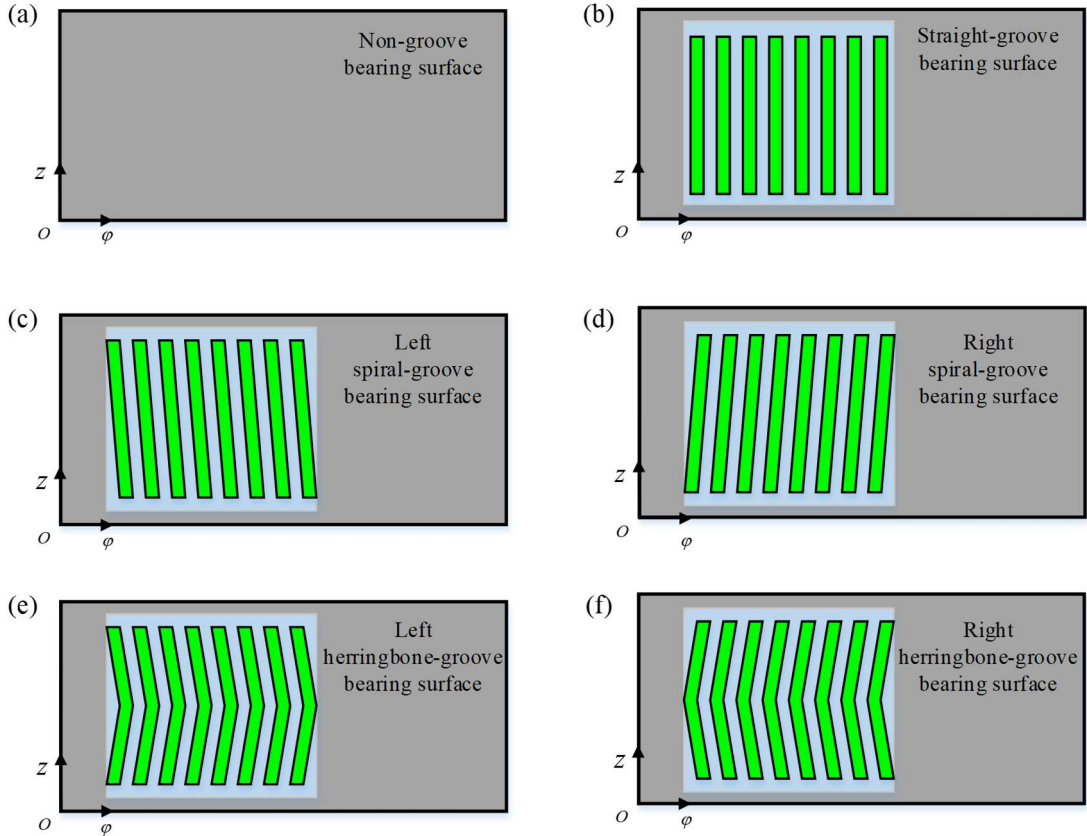 (a)
Non-groove
bearing surface
z
O
φ
(b)
Straight-groove
bearing surface
z
O
φ
(c)
Left
spiral-groove
bearing surface
z
O
φ
(d)
Right
spiral-groove
bearing surface
z
O
φ
(e)
Left
herringbone-groove
bearing surface
z
O
φ
(f)
Right
herringbone-groove
bearing surface
z
O
φ